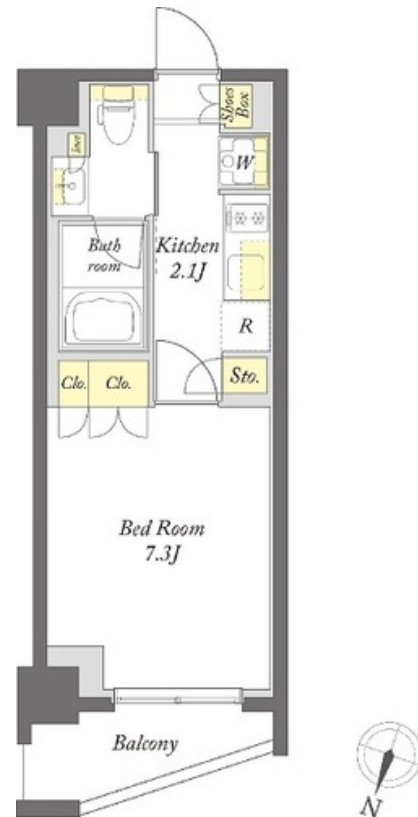 Shoes
Box
W
Kitchen
2.1J
Bath
room
R
Clo.
Clo.
Sto.
Bed Room
7.3J
Balcony
N